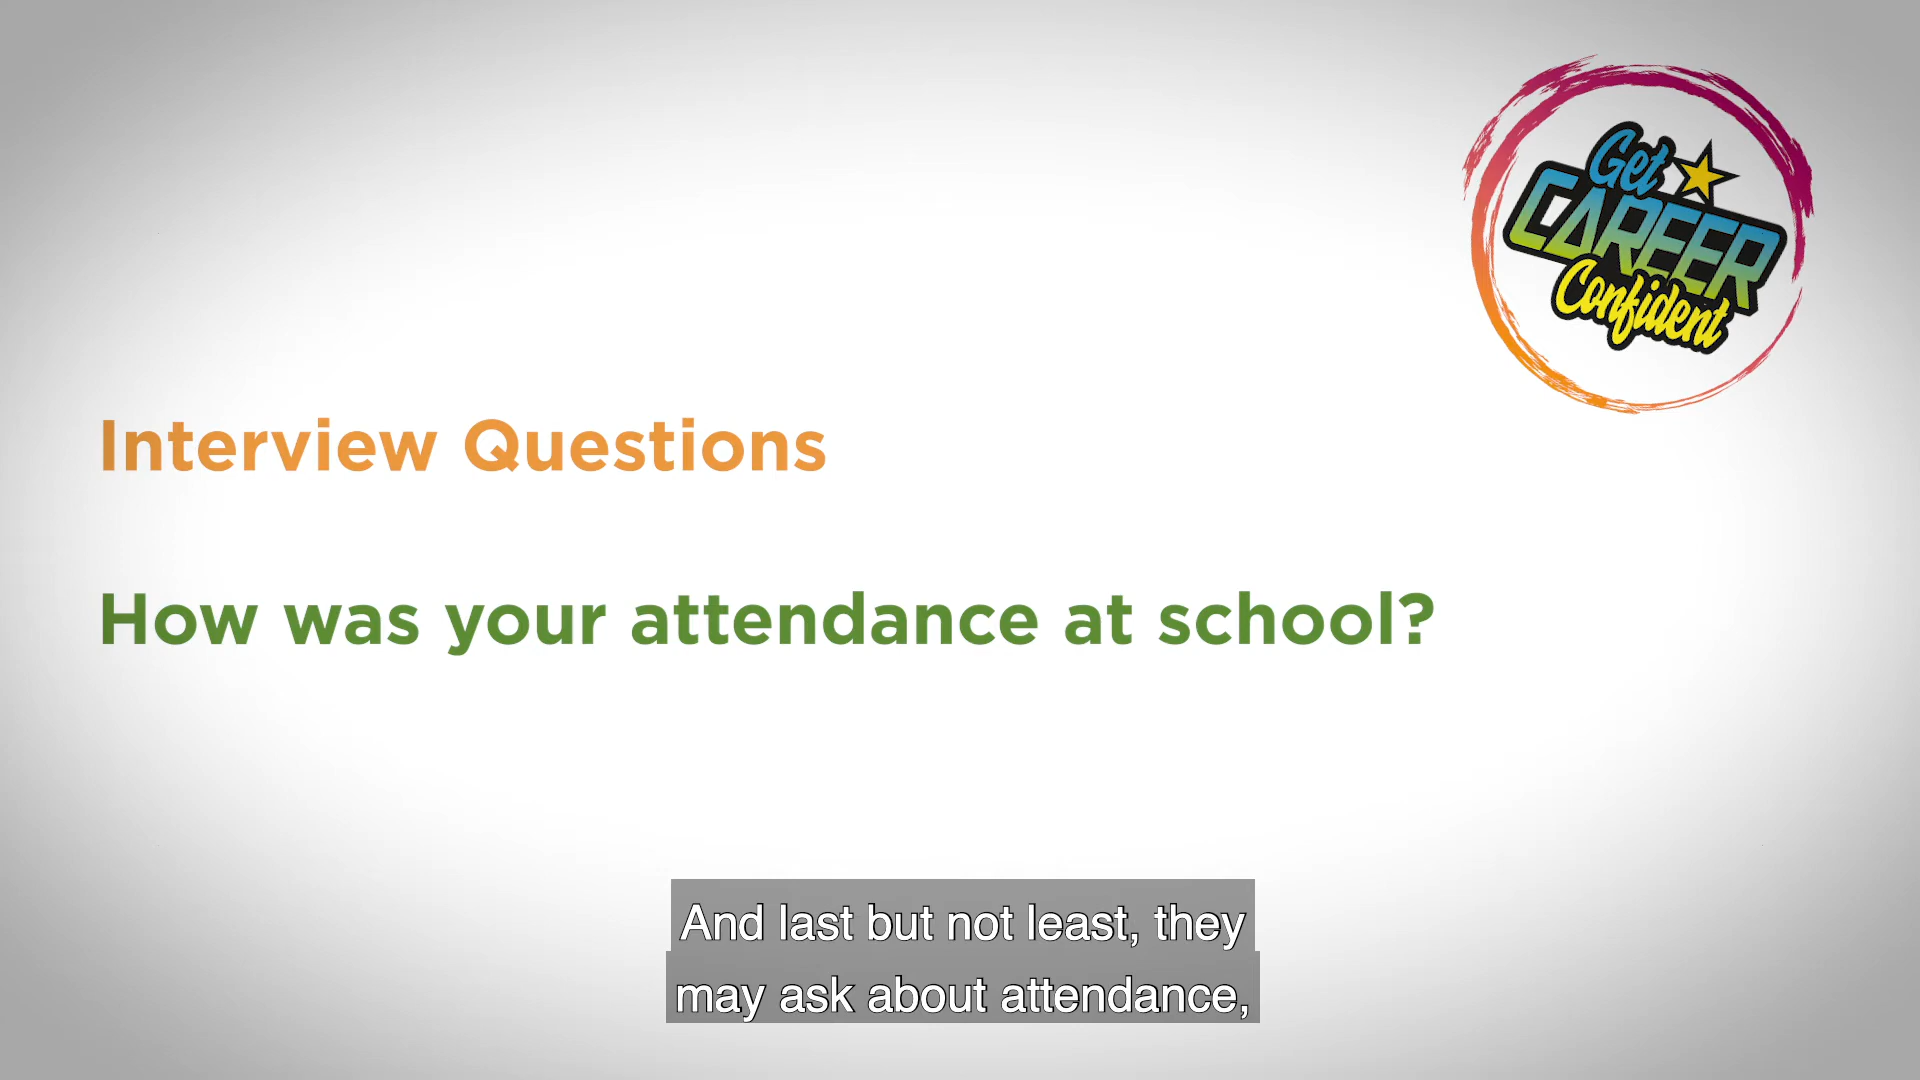 Get
CAREER
Confident
Interview Questions
How was your attendance at school?
And last but not least, they
may ask about attendance,